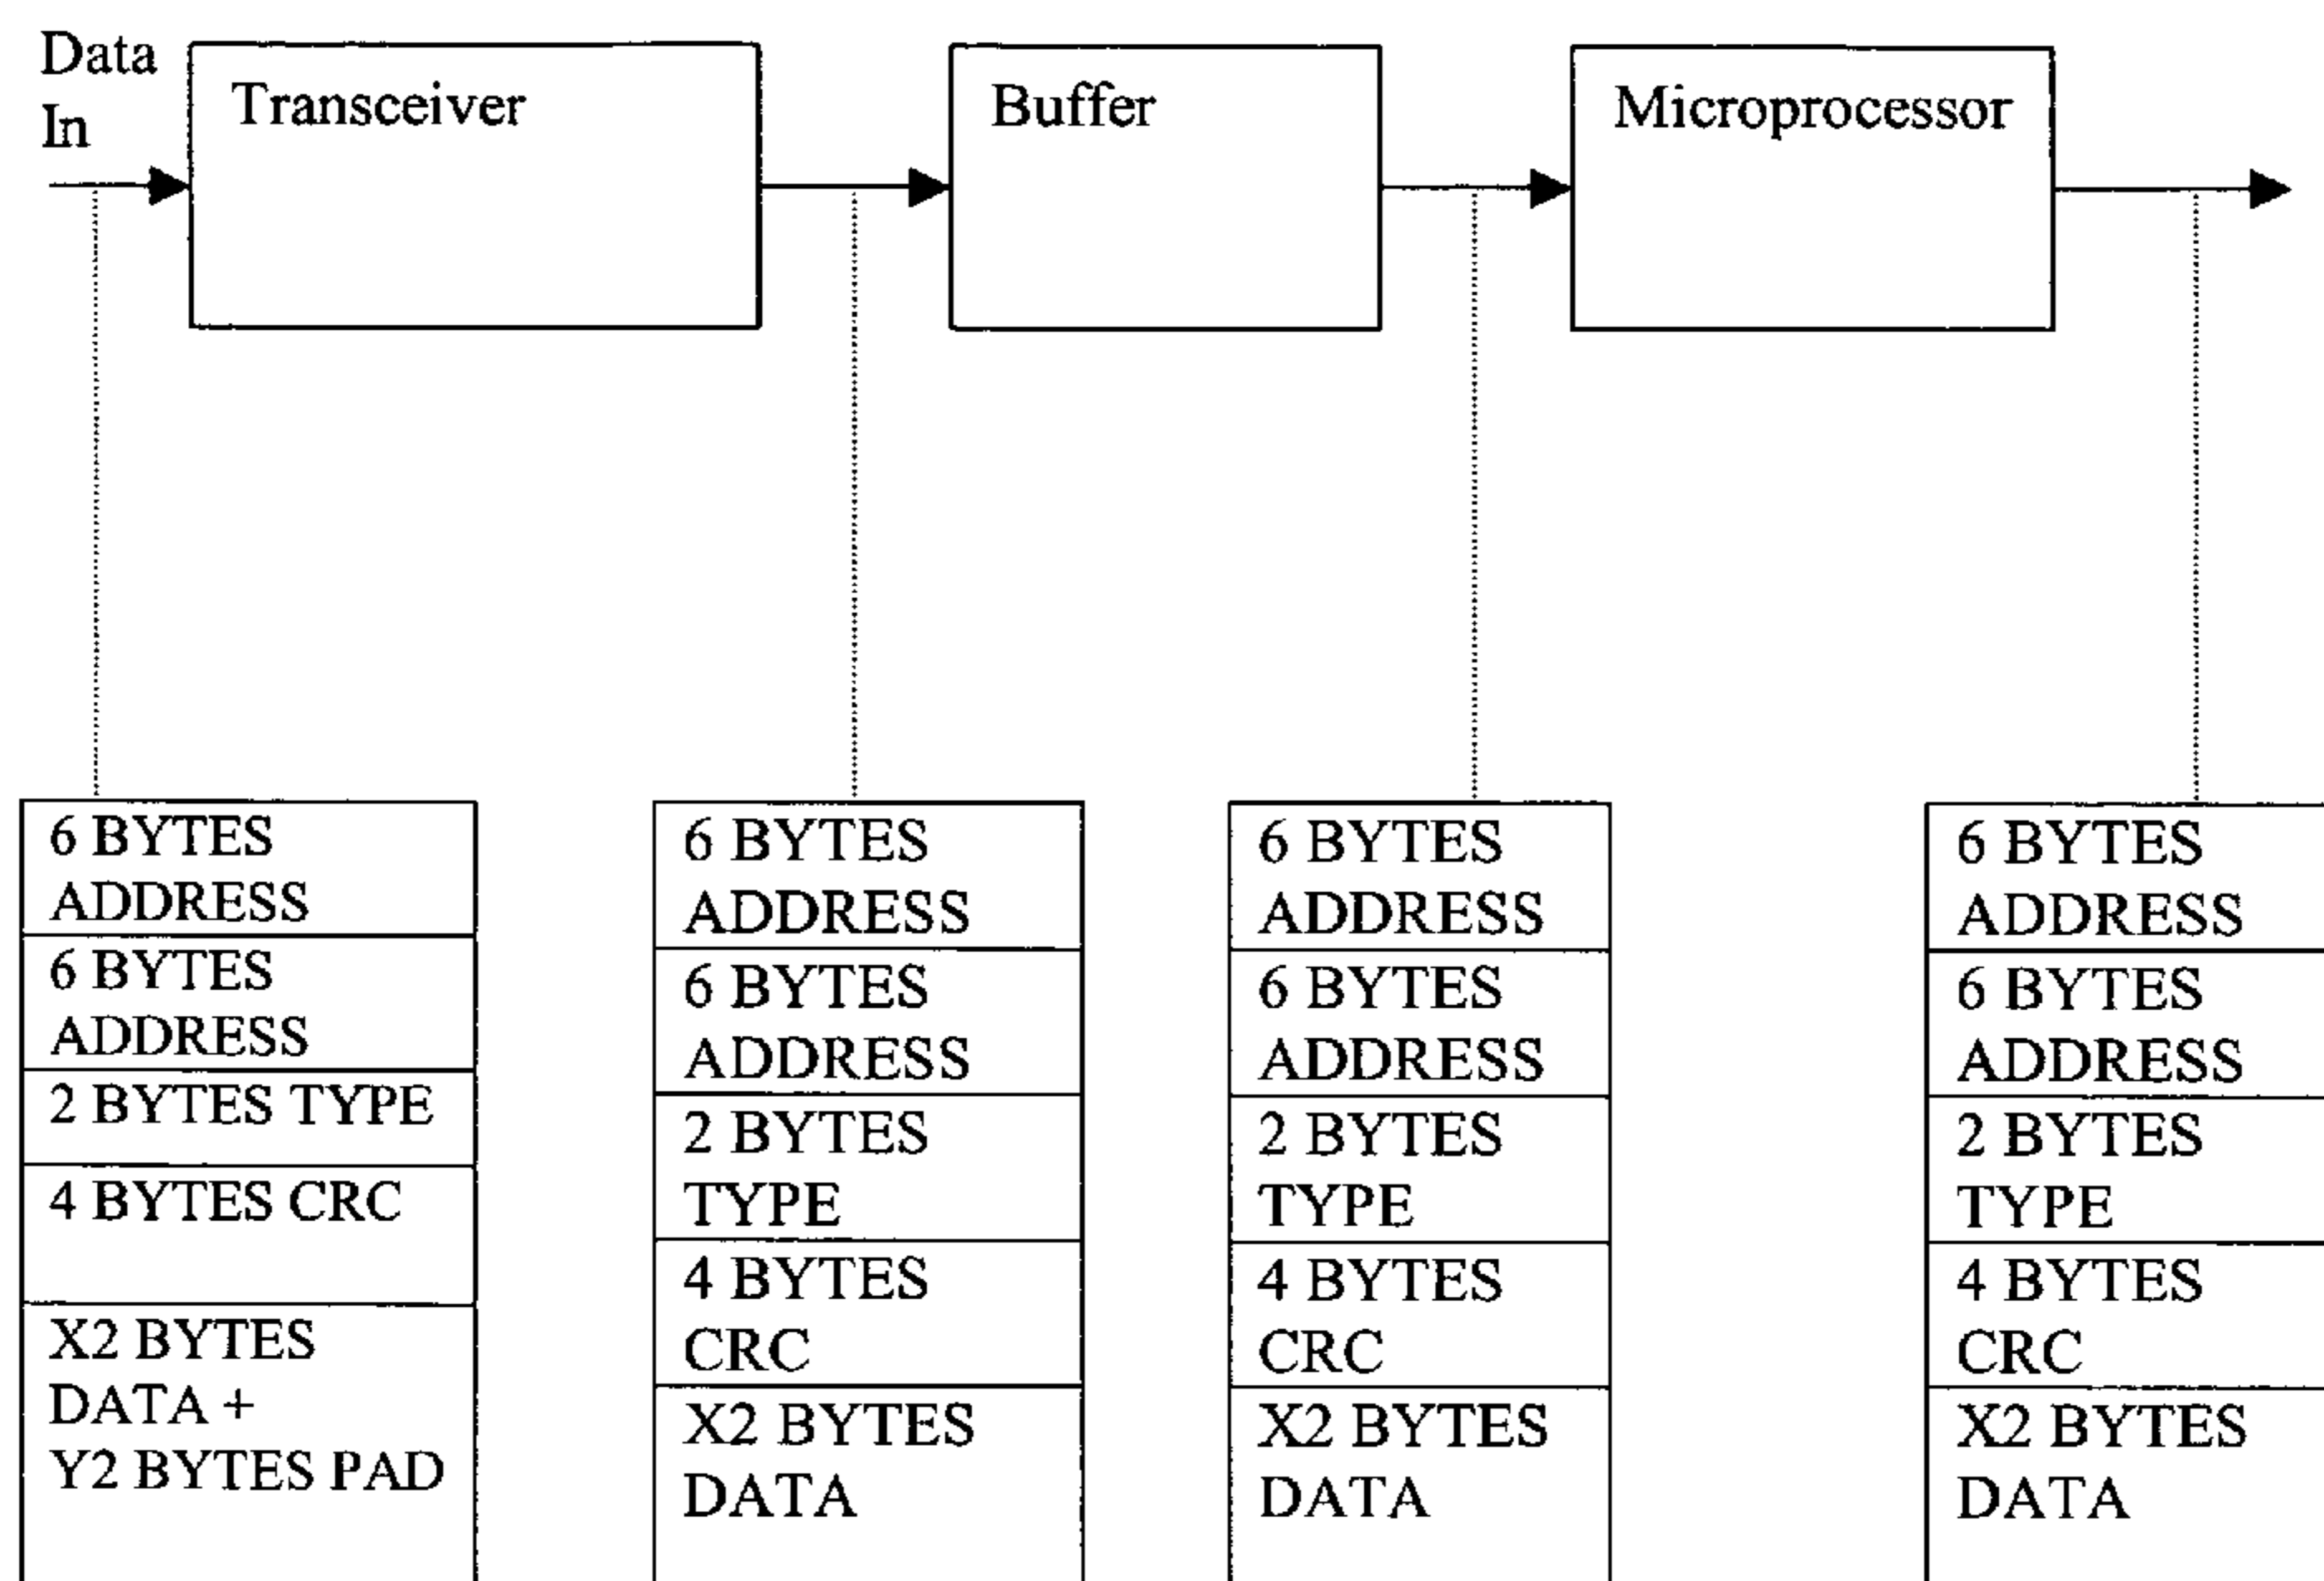 Data
In
Transceiver
Buffer
Microprocessor
6 BYTES
ADDRESS
6 BYTES
ADDRESS
2 BYTES TYPE
4 BYTES CRC
X2 BYTES
DATA +
Y2 BYTES PAD
6 BYTES
ADDRESS
6 BYTES
ADDRESS
2 BYTES
TYPE
4 BYTES
CRC
X2 BYTES
DATA
6 BYTES
ADDRESS
6 BYTES
ADDRESS
2 BYTES
TYPE
4 BYTES
CRC
X2 BYTES
DATA
6 BYTES
ADDRESS
6 BYTES
ADDRESS
2 BYTES
TYPE
4 BYTES
CRC
X2 BYTES
DATA